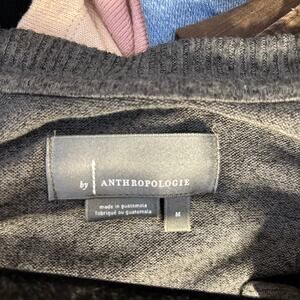 by ANTHROPOLOGIE
made in guatemala
fabriqué au guatemala
M